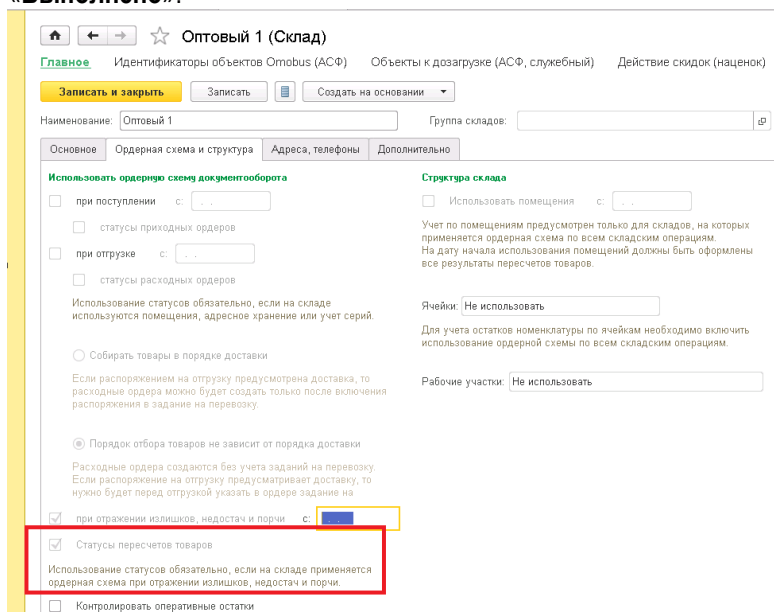 «Выполнено».
Оптовый 1 (Склад)
Главное Идентификаторы объектов Omobus (АСФ) Объекты к дозагрузке (АСФ, служебный) Действие скидок (наценок)
Записать и закрыть Записать Создать на основании
Наименование: Оптовый 1 Группа складов:
Основное Ордерная схема и структура Адреса, телефоны Дополнительно
Использовать ордерную схему документооборота Структура склада
при поступлении с: . . Использовать помещения с: . .
статусы приходных ордеров
Учет по помещениям предусмотрен только для складов, на которых
применяется ордерная схема по всем складским операциям.
На дату начала использования помещений должны быть оформлены
все результаты пересчетов товаров.
при отгрузке с: . .
статусы расходных ордеров
Использование статусов обязательно, если на складе
используются помещения, адресное хранение или учет серий.
Ячейки: Не использовать
Для учета остатков номенклатуры по ячейкам необходимо включить
использование ордерной схемы по всем складским операциям.
Собирать товары в порядке доставки
Если распоряжением на отгрузку предусмотрена доставка, то
расходные ордера можно будет создать только после включения
распоряжения в задание на перевозку.
Рабочие участки: Не использовать
Порядок отбора товаров не зависит от порядка доставки
Расходные ордера создаются без учета заданий на перевозку.
Если распоряжение на отгрузку предусматривает доставку, то
нужно будет перед отгрузкой указать в ордере задание на
при отражении излишков, недостач и порчи с: . .
Статусы пересчетов товаров
Использование статусов обязательно, если на складе применяется
ордерная схема при отражении излишков, недостач и порчи.
Контролировать оперативные остатки